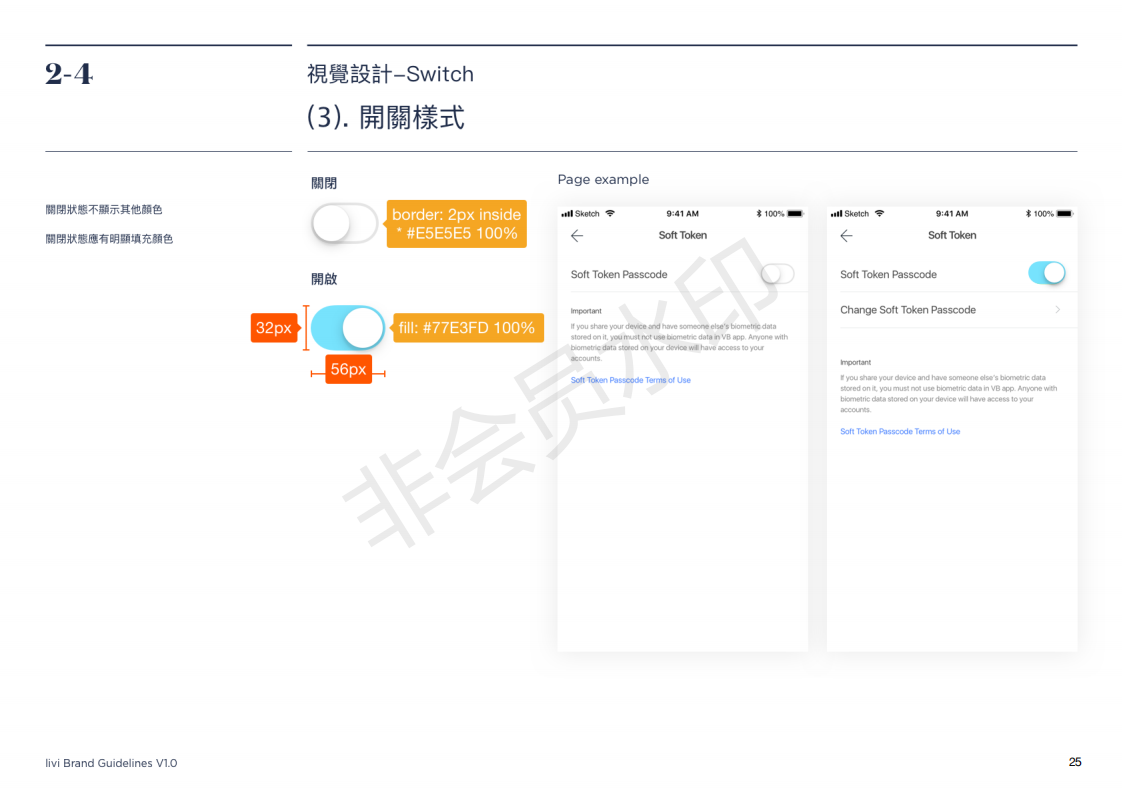 2-4
視覺設計–Switch
(3). 開關樣式
關閉狀態不顯示其他顏色
關閉狀態應有明顯填充顏色
關閉
border: 2px inside
* #E5E5E5 100%
開啟
32px
fill: #77E3FD 100%
56px
Page example
Sketch 9:41 AM 100%
Soft Token
Soft Token Passcode
Important
If you share your device and have someone else's biometric data
stored on it, you must not use biometric data in VB app. Anyone with
biometric data stored on your device will have access to your
accounts.
Soft Token Passcode Terms of Use
Sketch 9:41 AM 100%
Soft Token
Soft Token Passcode
Change Soft Token Passcode
Important
If you share your device and have someone else's biometric data
stored on it, you must not use biometric data in VB app. Anyone with
biometric data stored on your device will have access to your
accounts.
Soft Token Passcode Terms of Use
非会员水印
livi Brand Guidelines V1.0
25